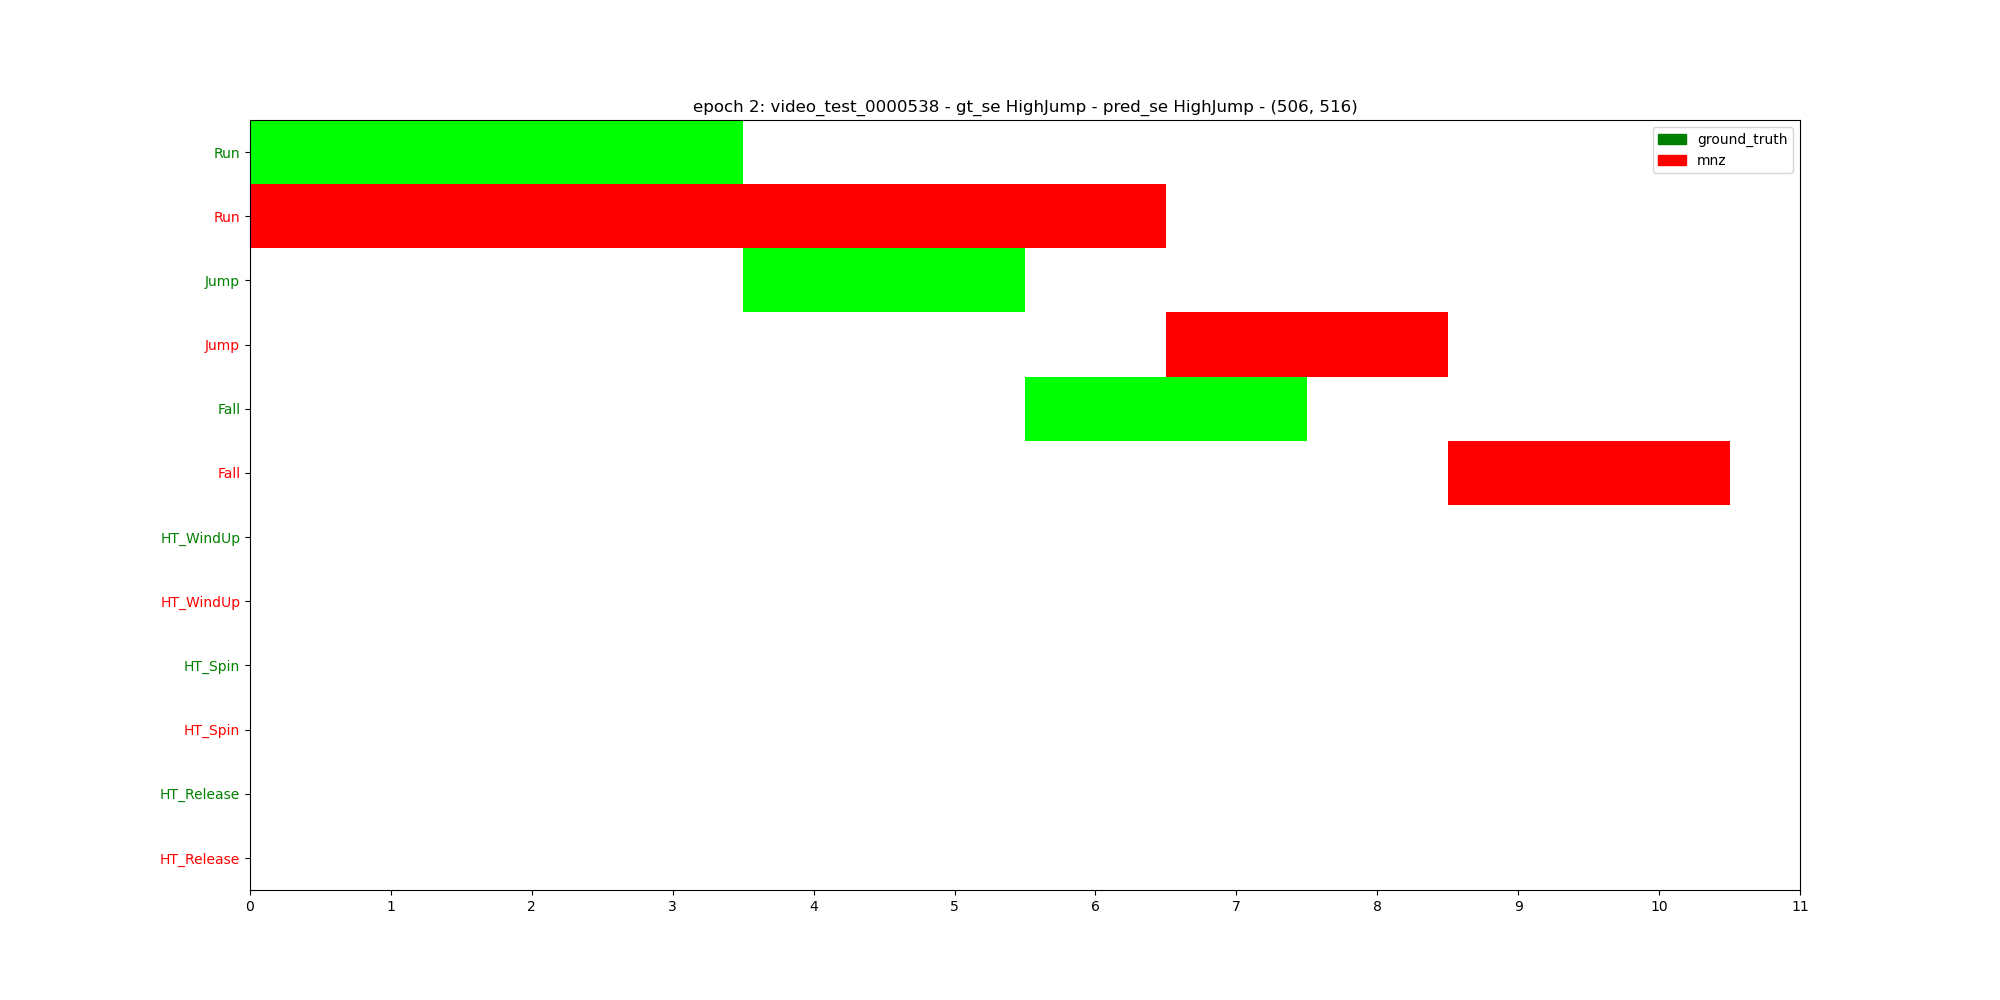 epoch 2: video_test_0000538 - gt_se HighJump - pred_se HighJump - (506, 516)
ground_truth
mnz
Run
Run
Jump
Jump
Fall
Fall
HT_WindUp
HT_WindUp
HT_Spin
HT_Spin
HT_Release
HT_Release
0 1 2 3 4 5 6 7 8 9 10 11